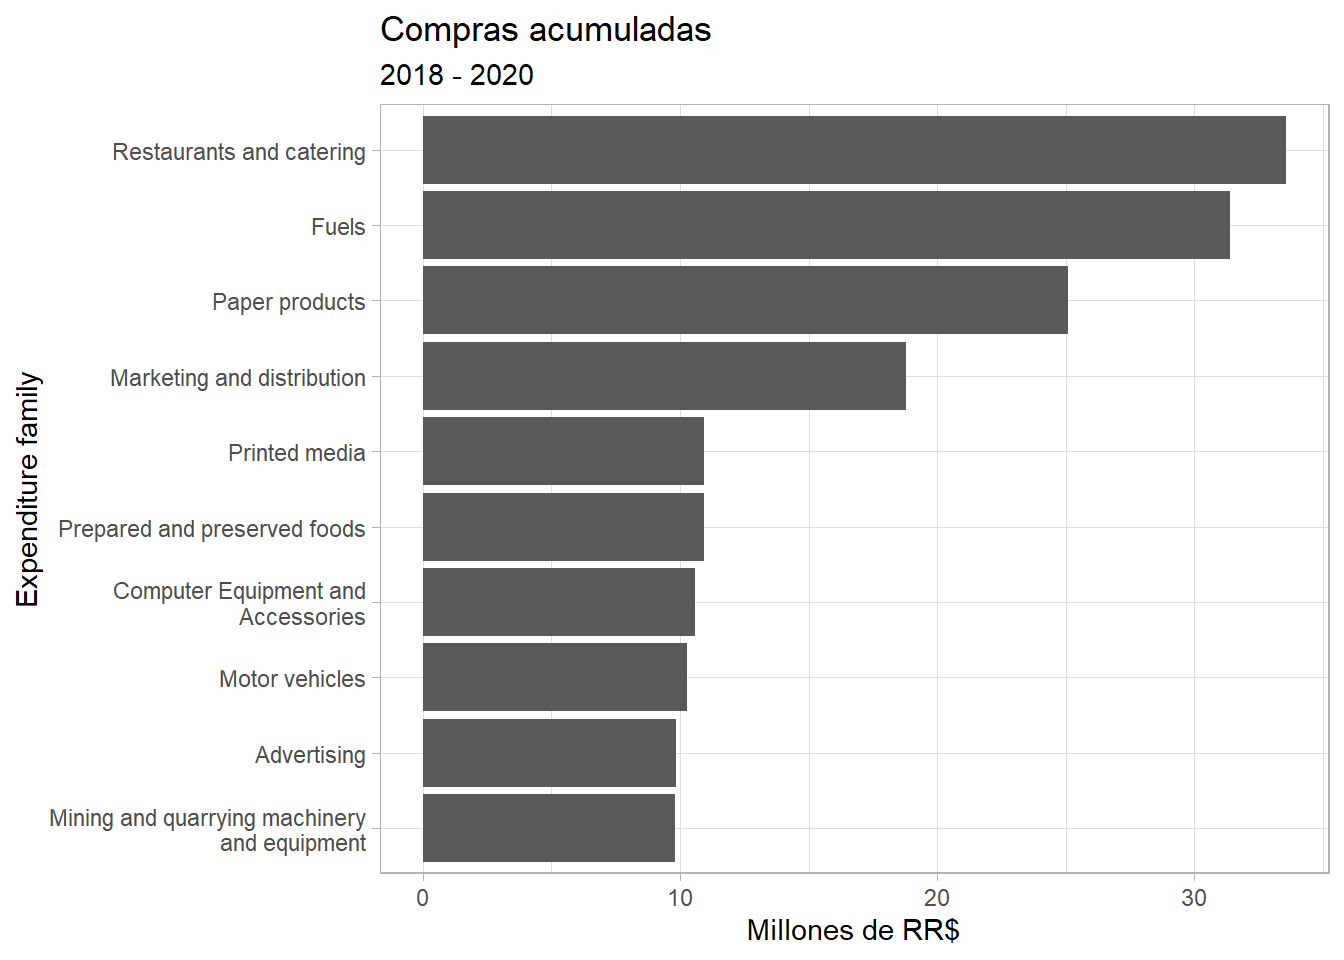 Compras acumuladas
2018 - 2020
Expenditure family
Restaurants and catering
Fuels
Paper products
Marketing and distribution
Printed media
Prepared and preserved foods
Computer Equipment and
Accessories
Motor vehicles
Advertising
Mining and quarrying machinery
and equipment
0 10 20 30
Millones de RR$